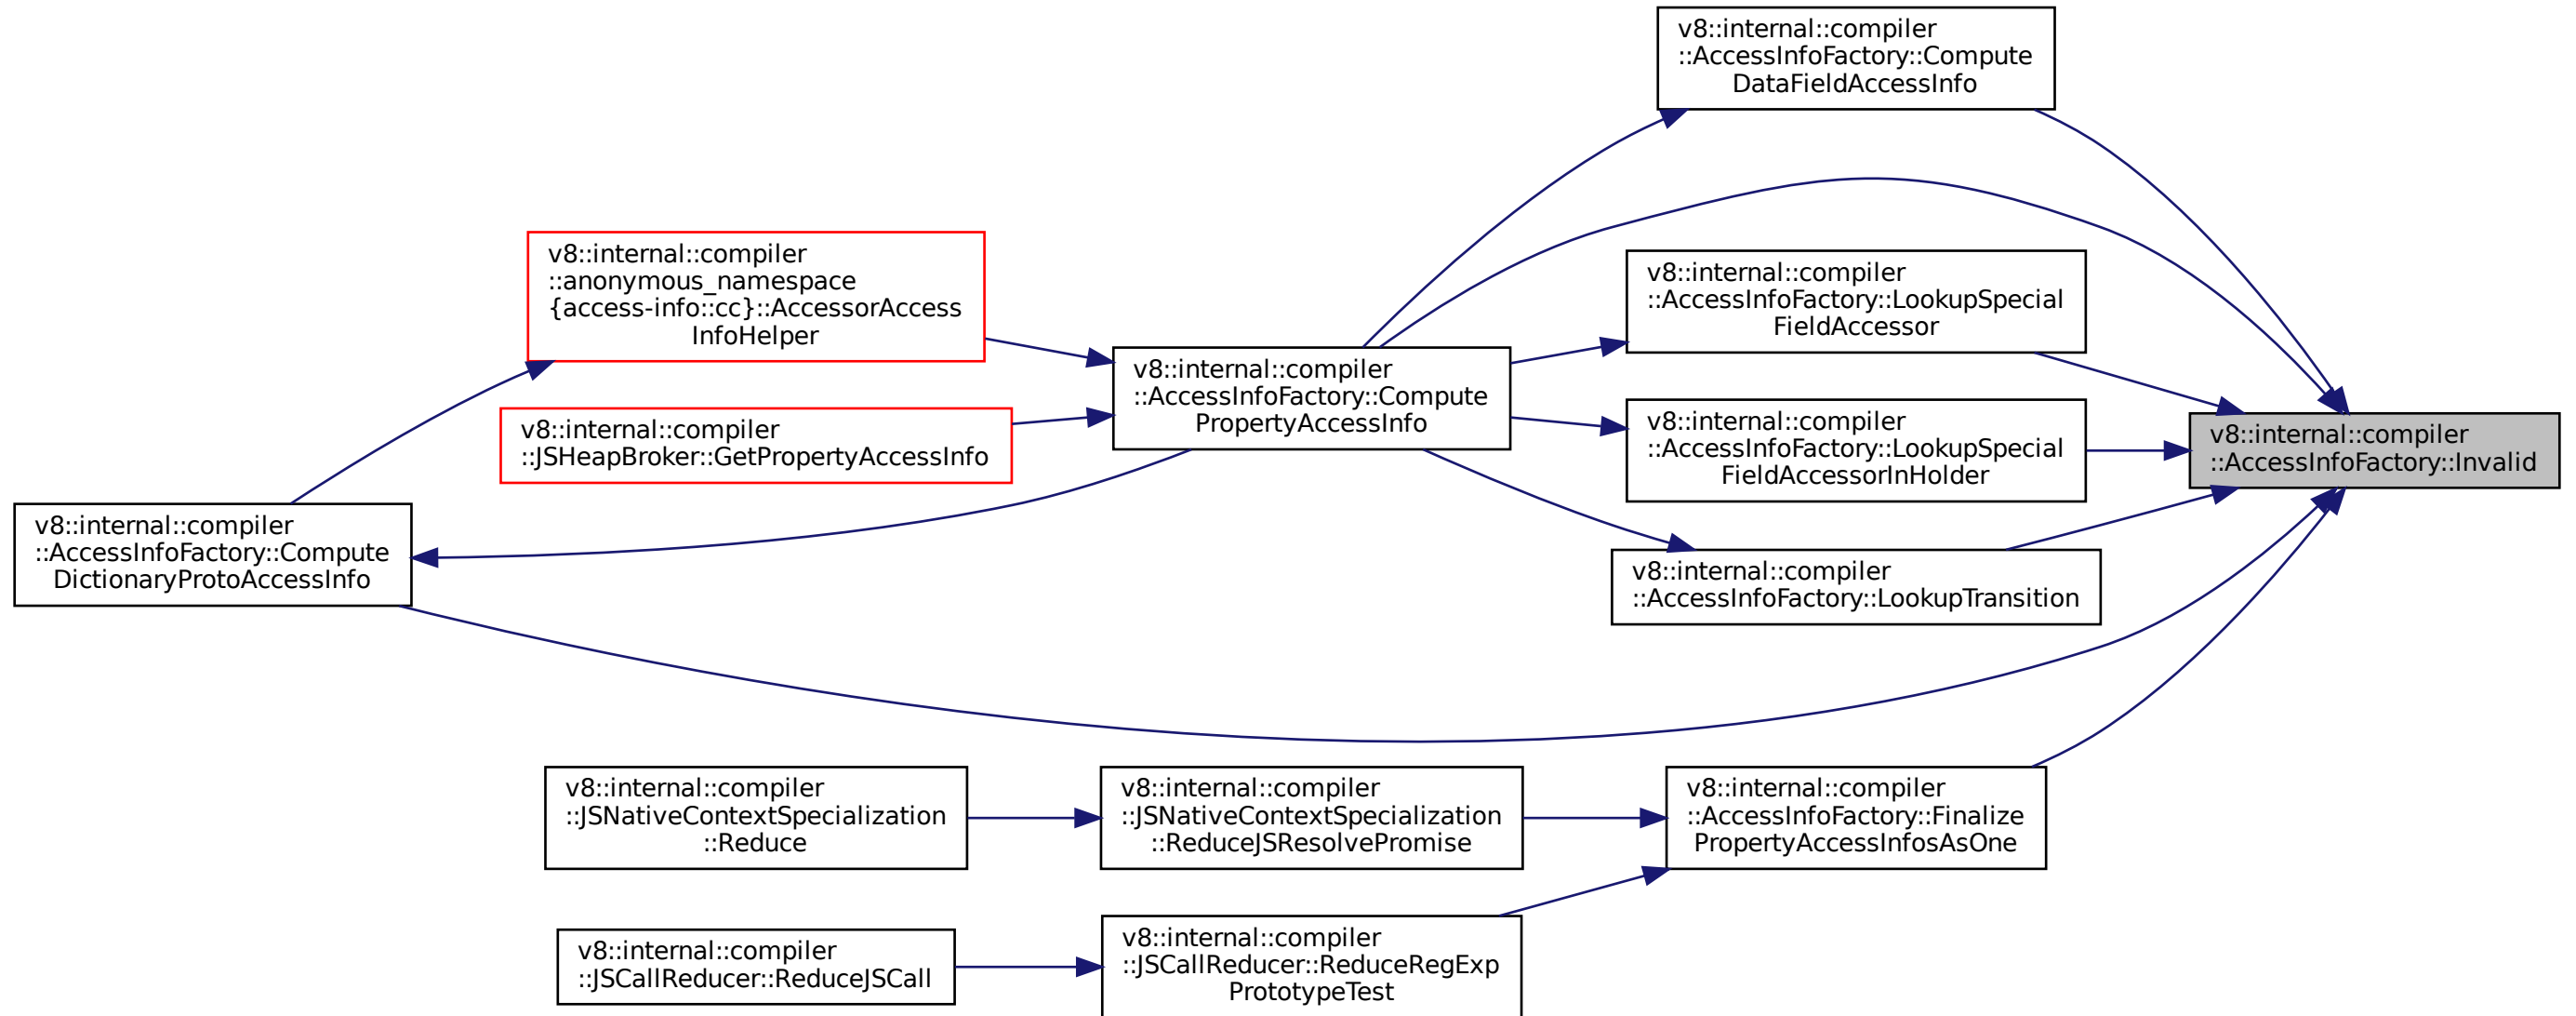 v8::internal::compiler
::AccessInfoFactory::Compute
DataFieldAccessInfo
v8::internal::compiler
::anonymous_namespace
{access-info::cc}::AccessorAccess
InfoHelper
v8::internal::compiler
::AccessInfoFactory::LookupSpecial
FieldAccessor
v8::internal::compiler
::AccessInfoFactory::Compute
PropertyAccessInfo
v8::internal::compiler
::AccessInfoFactory::LookupSpecial
FieldAccessorInHolder
v8::internal::compiler
::JSHeapBroker::GetPropertyAccessInfo
v8::internal::compiler
::AccessInfoFactory::Invalid
v8::internal::compiler
::AccessInfoFactory::Compute
DictionaryProtoAccessInfo
v8::internal::compiler
::AccessInfoFactory::LookupTransition
v8::internal::compiler
::JSNativeContextSpecialization
::Reduce
v8::internal::compiler
::JSNativeContextSpecialization
::ReduceJSResolvePromise
v8::internal::compiler
::AccessInfoFactory::Finalize
PropertyAccessInfosAsOne
v8::internal::compiler
::JSCallReducer::ReduceJSCall
v8::internal::compiler
::JSCallReducer::ReduceRegExp
PrototypeTest